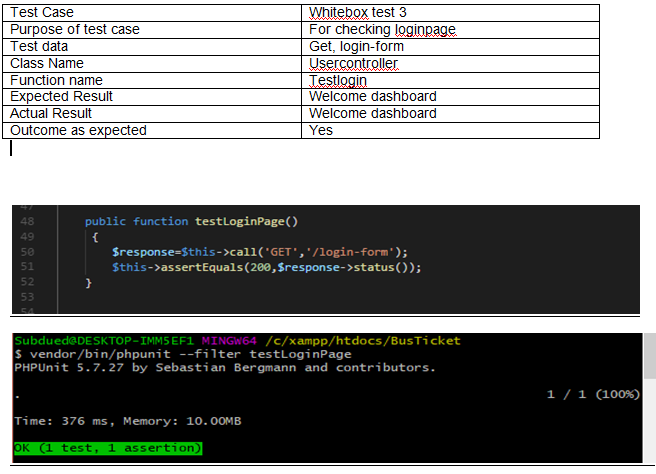 Test Case Whitebox test 3
Purpose of test case For checking loginpage
Test data Get, login-form
Class Name Usercontroller
Function name Testlogin
Expected Result Welcome dashboard
Actual Result Welcome dashboard
Outcome as expected Yes
47
48 public function testLoginPage()
49 {
50 $response=$this->call('GET','/login-form');
51 $this->assertEquals(200,$response->status());
52 }
53
54
Subdued@DESKTOP-IMM5EF1 MINGW64 /c/xampp/htdocs/BusTicket
$ vendor/bin/phpunit --filter testLoginPage
PHPUnit 5.7.27 by Sebastian Bergmann and contributors.
. 1 / 1 (100%)
Time: 376 ms, Memory: 10.00MB
OK (1 test, 1 assertion)